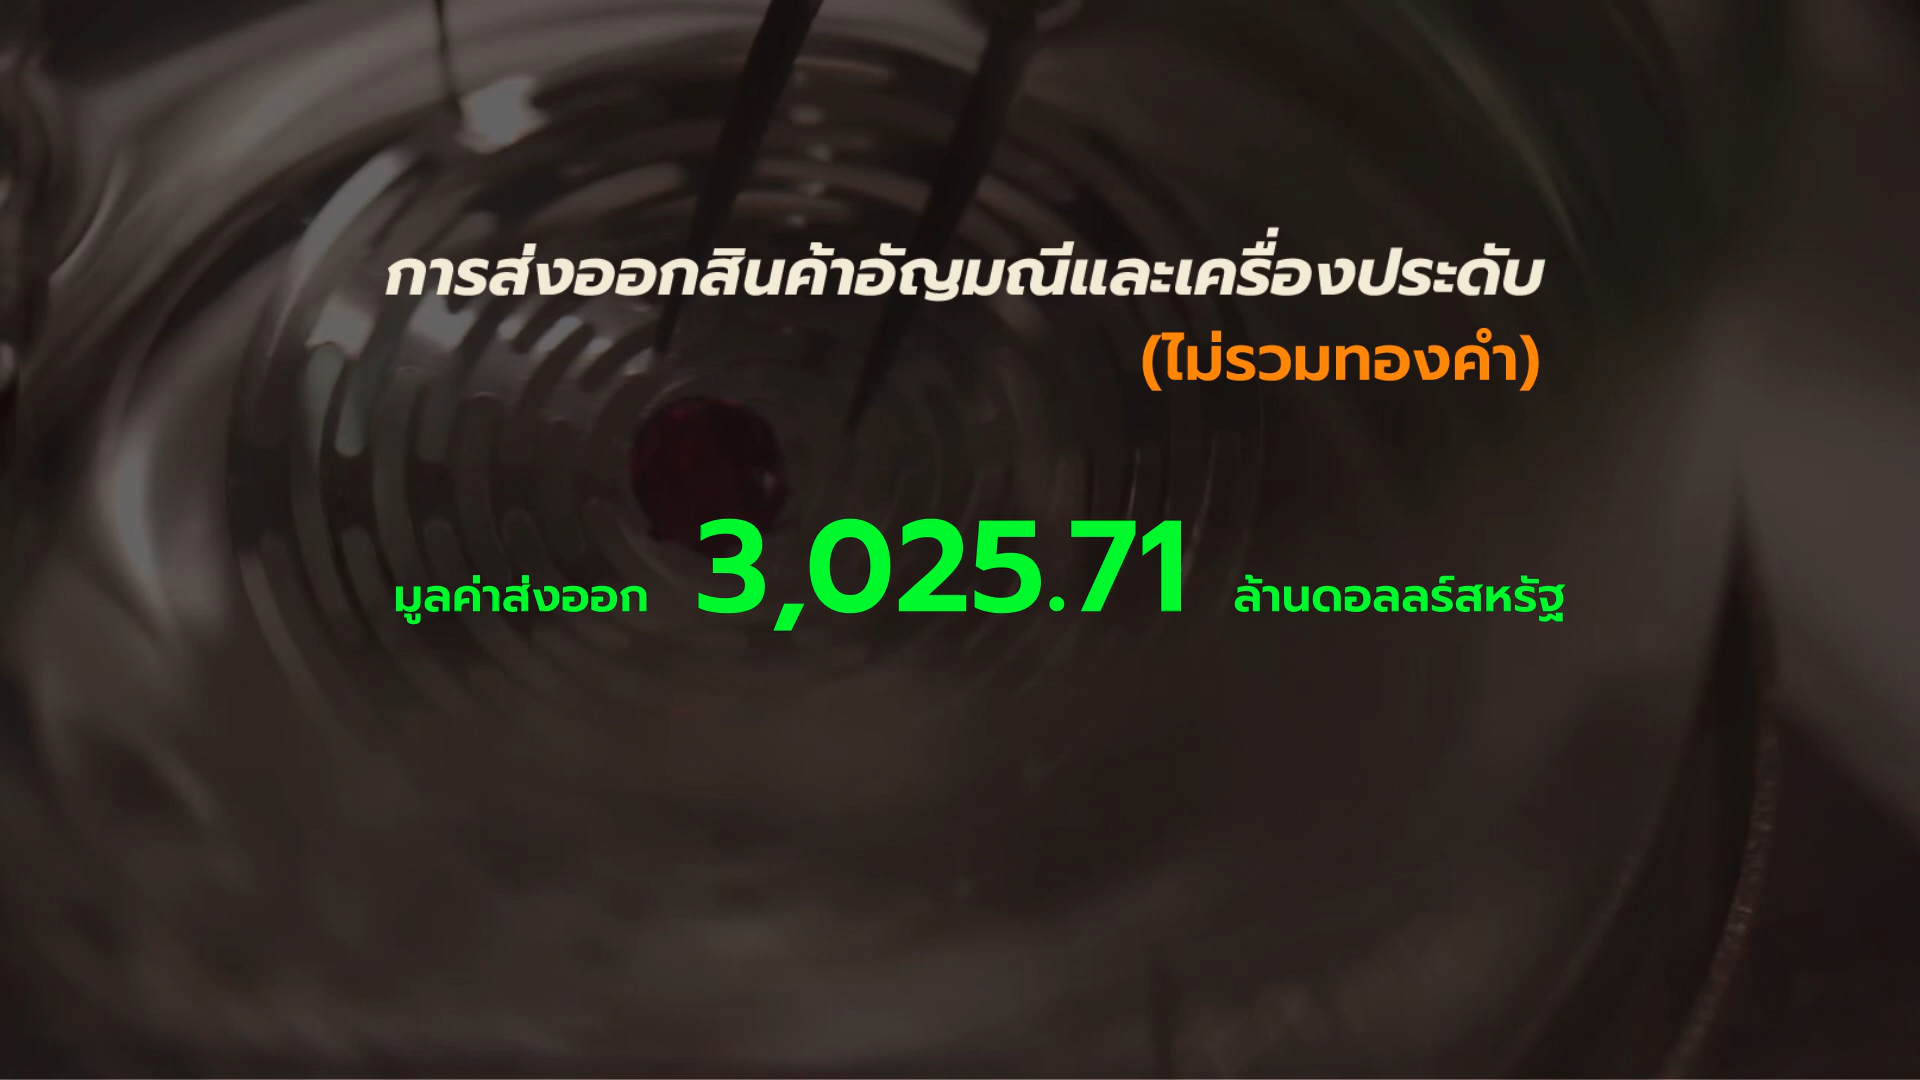 การส่งออกสินค้าอัญมณีและเครื่องประดับ
(ไม่รวมทองคำ)
มูลค่าส่งออก 3,025.71 ล้านดอลลร์สหรัฐ